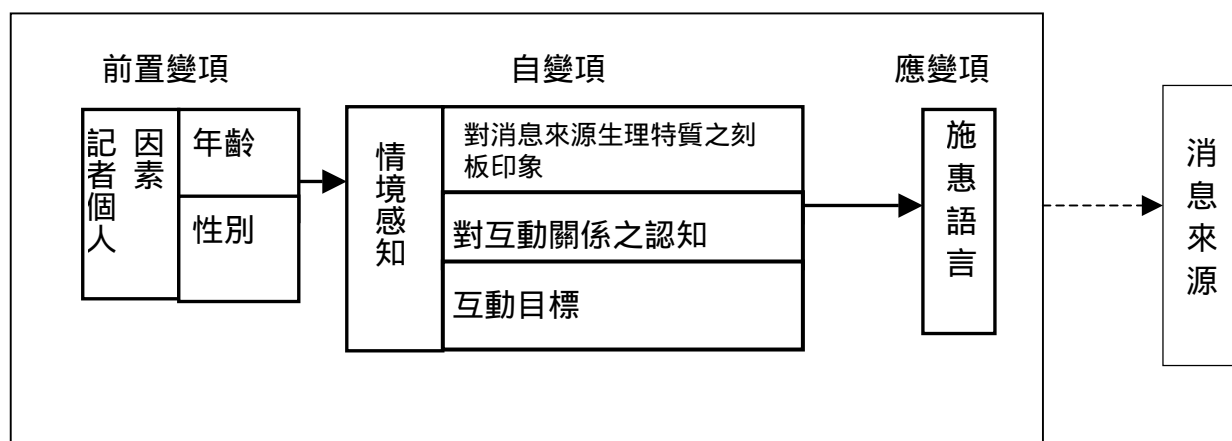 前置變項
自變項
應變項
記者個人
因素
年齡
性別
情境感知
對消息來源生理特質之刻
板印象
對互動關係之認知
互動目標
施惠語言
消息來源